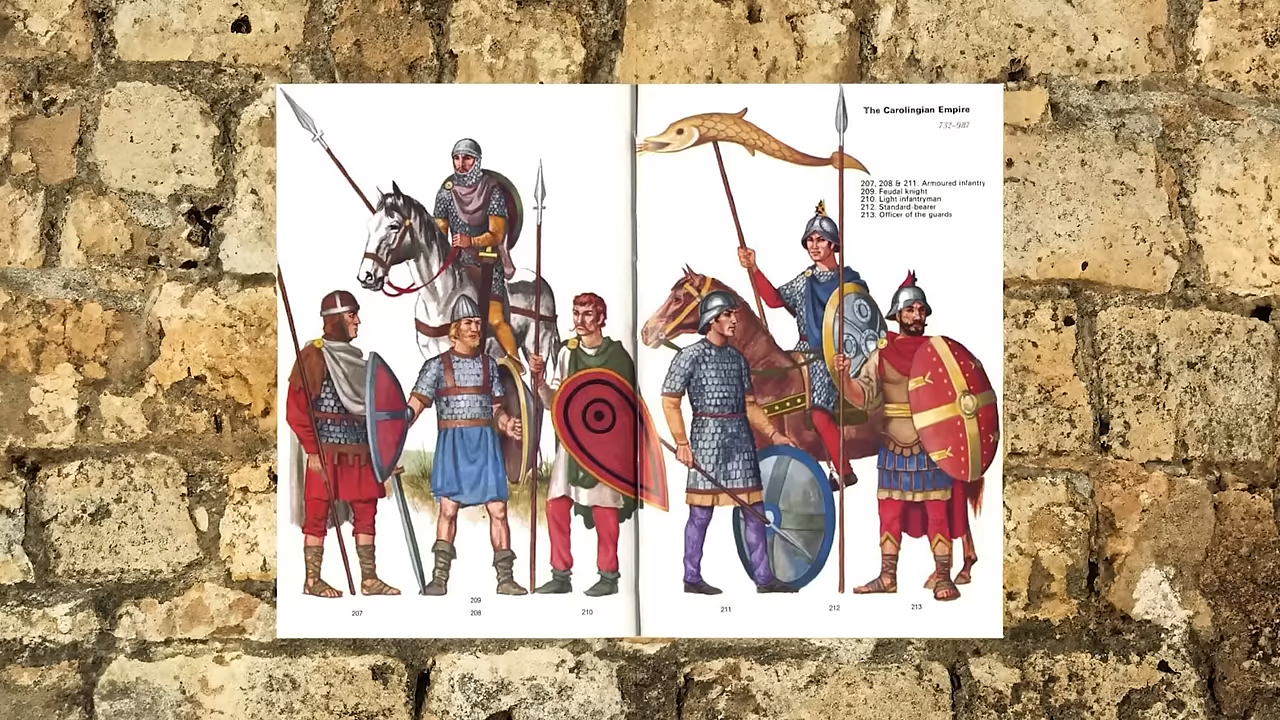 The Carolingian Empire
732–987
207, 208 & 211. Armoured infantry
209. Feudal knight
210. Light infantryman
212. Standard-bearer
213. Officer of the guards
207
209
208
210
211
212
213